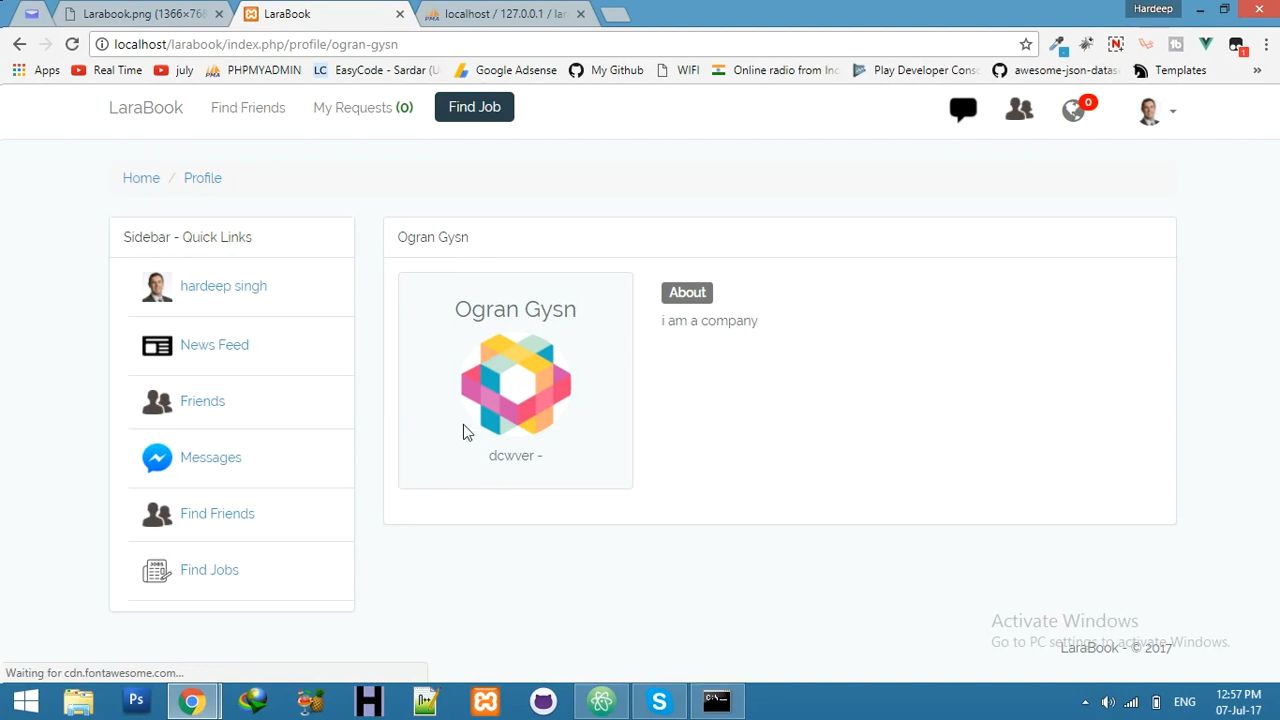 Hardeep
Larabook.png (1366×768
LaraBook
localhost / 127.0.0.1 / lar
localhost/larabook/index.php/profile/ogran-gysn
Apps
Real Time
july
PHPMYADMIN
EasyCode - Sardar (
Google Adsense
My Github
WIFI
Online radio from In
Play Developer Cons
awesome-json-datas
Templates
»
LaraBook
Find Friends
My Requests (0)
Find Job
0
Home / Profile
Sidebar - Quick Links
hardeep singh
News Feed
Friends
Messages
Find Friends
JOBS
Find Jobs
Ogran Gysn
Ogran Gysn
dcwver -
About
i am a company
Activate Windows
Go to PC settings to activate Windows.
LaraBook - © 2017
Waiting for cdn.fontawesome.com...
Ps
ENG
12:57 PM
07-Jul-17